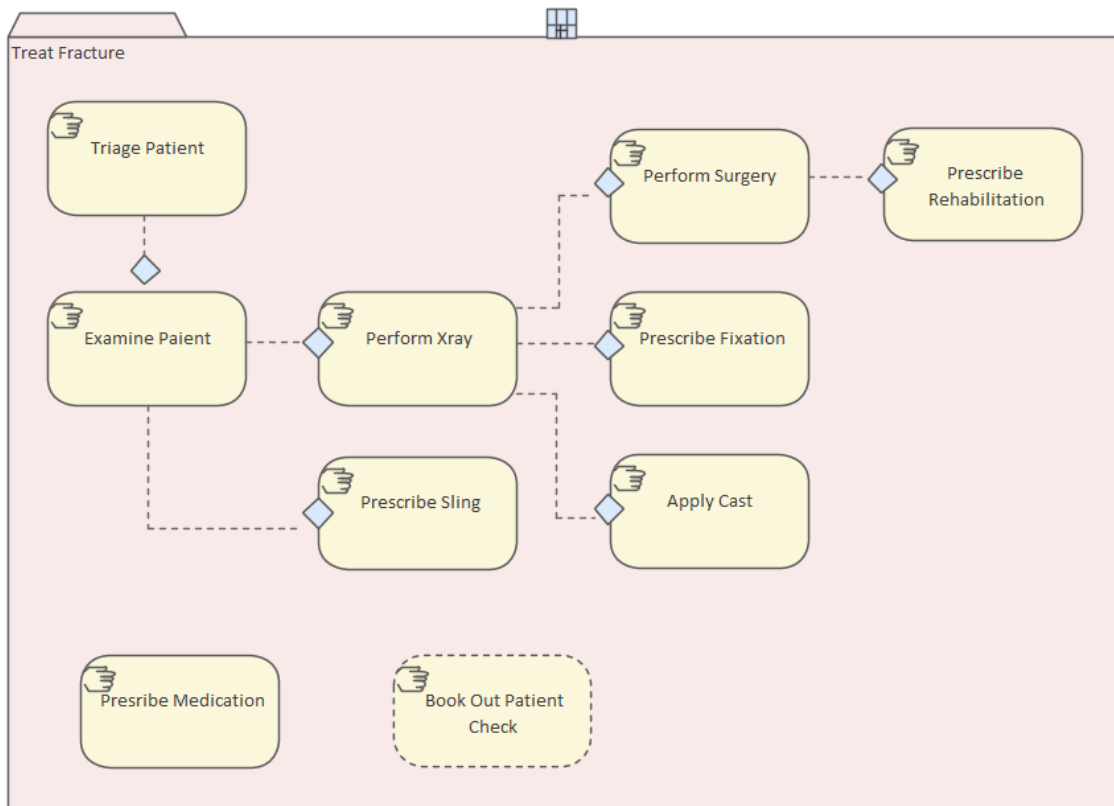 Treat Fracture
Triage Patient
Perform Surgery
Prescribe
Rehabilitation
Examine Paient
Perform Xray
Prescribe Fixation
Prescribe Sling
Apply Cast
Presribe Medication
Book Out Patient
Check